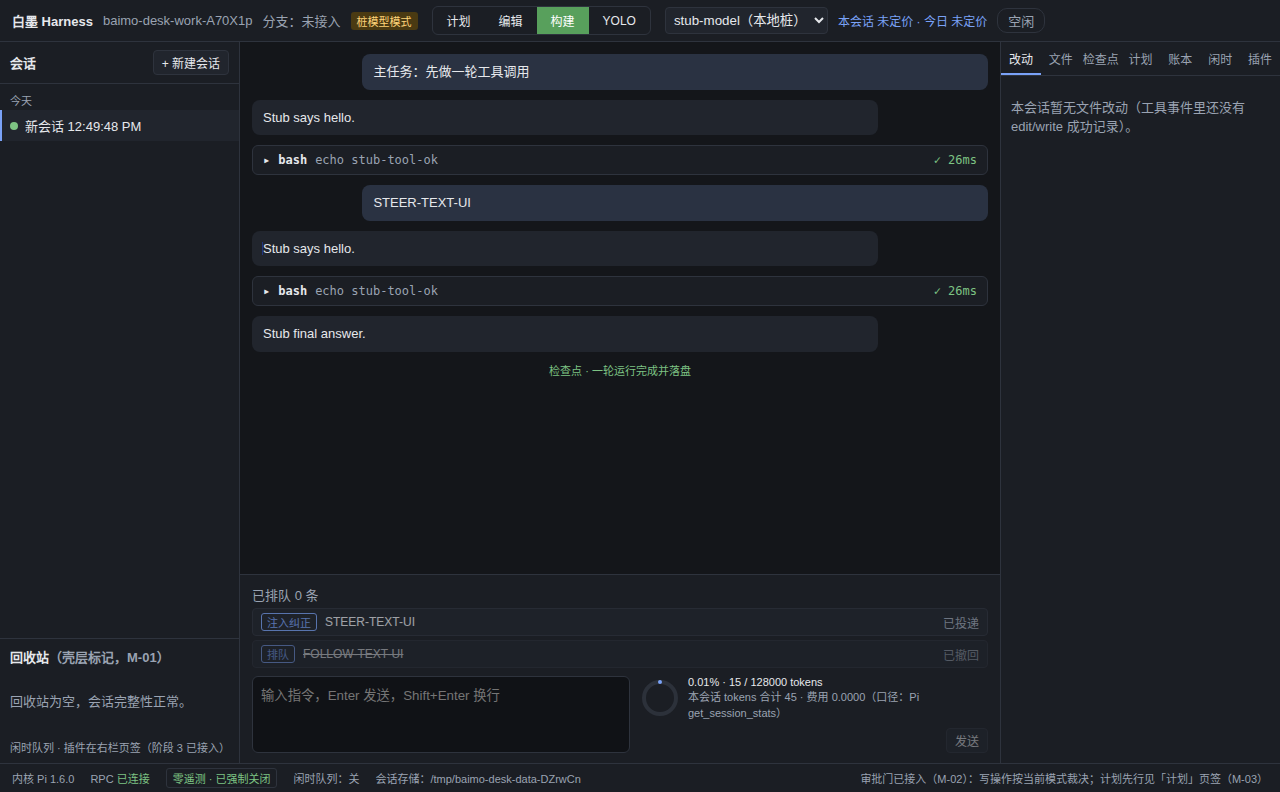 白墨 Harness baimo-desk-work-A70X1p 分支：未接入 桩模型模式 计划 编辑 构建 YOLO stub-model（本地桩） 本会话 未定价 · 今日 未定价 空闲
会话 + 新建会话
今天
新会话 12:49:48 PM
回收站（壳层标记，M-01）
回收站为空，会话完整性正常。
闲时队列 · 插件在右栏页签（阶段 3 已接入）
主任务：先做一轮工具调用
Stub says hello.
▸ bash echo stub-tool-ok ✓ 26ms
STEER-TEXT-UI
Stub says hello.
▸ bash echo stub-tool-ok ✓ 26ms
Stub final answer.
检查点 · 一轮运行完成并落盘
已排队 0 条
注入纠正 STEER-TEXT-UI 已投递
排队 FOLLOW-TEXT-UI 已撤回
输入指令，Enter 发送，Shift+Enter 换行
0.01% · 15 / 128000 tokens
本会话 tokens 合计 45 · 费用 0.0000（口径：Pi
get_session_stats）
发送
改动 文件 检查点 计划 账本 闲时 插件
本会话暂无文件改动（工具事件里还没有
edit/write 成功记录）。
内核 Pi 1.6.0 RPC 已连接 零遥测 · 已强制关闭 闲时队列：关 会话存储：/tmp/baimo-desk-data-DZrwCn 审批门已接入（M-02）：写操作按当前模式裁决；计划先行见「计划」页签（M-03）